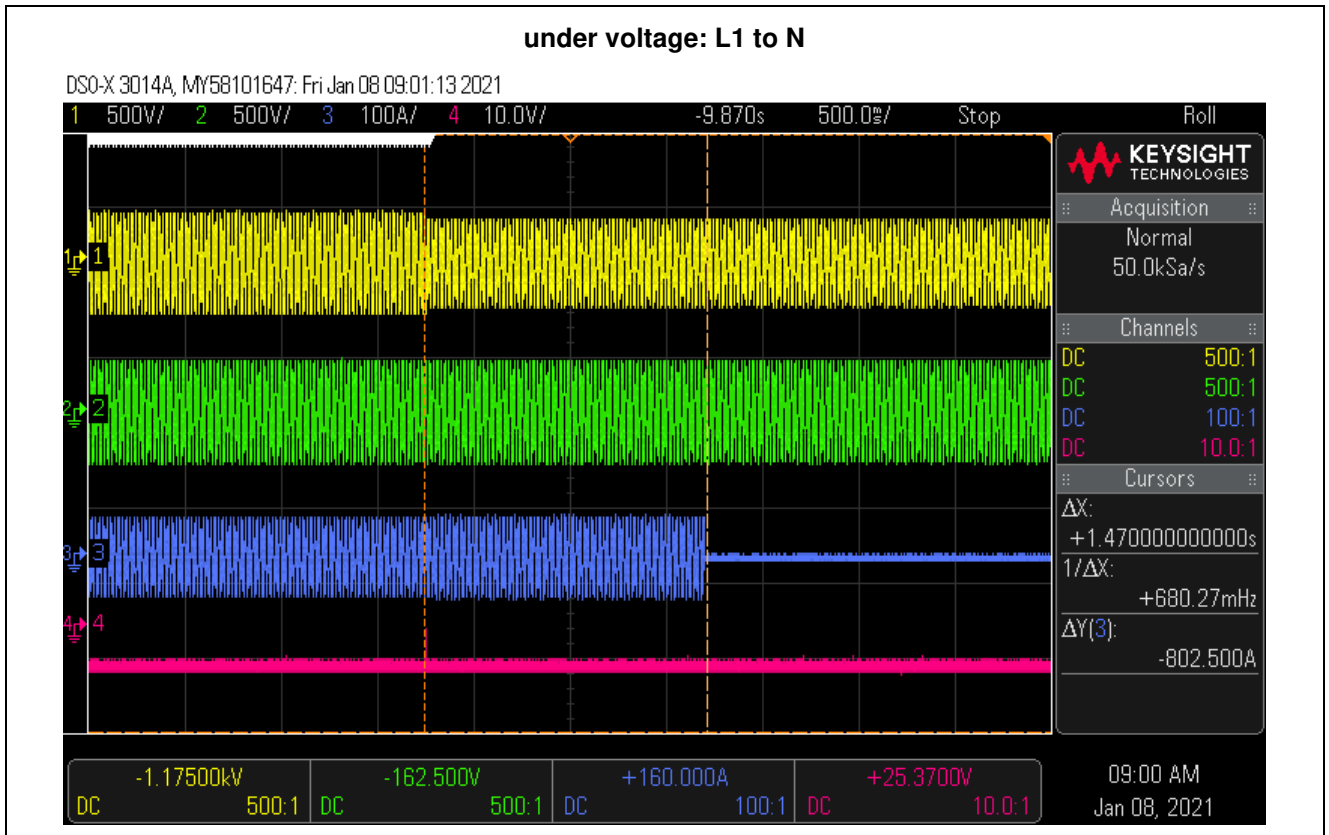 under voltage: L1 to N
DSO-X 3014A, MY58101647: Fri Jan 08 09:01:13 2021
1 500V/ 2 500V/ 3 100A/ 4 10.0V/ -9.870s 500.0ms/ Stop Roll
KEYSIGHT
TECHNOLOGIES
Acquisition
Normal
50.0kSa/s
Channels
DC 500:1
DC 500:1
DC 100:1
DC 10.0:1
Cursors
ΔX:
+1.470000000000s
1/ΔX:
+680.27mHz
ΔY(3):
-802.500A
1 1
2 2
3 3
4 4
-1.17500kV -162.500V +160.000A +25.3700V
DC 500:1 DC 500:1 DC 100:1 DC 10.0:1
09:00 AM
Jan 08, 2021